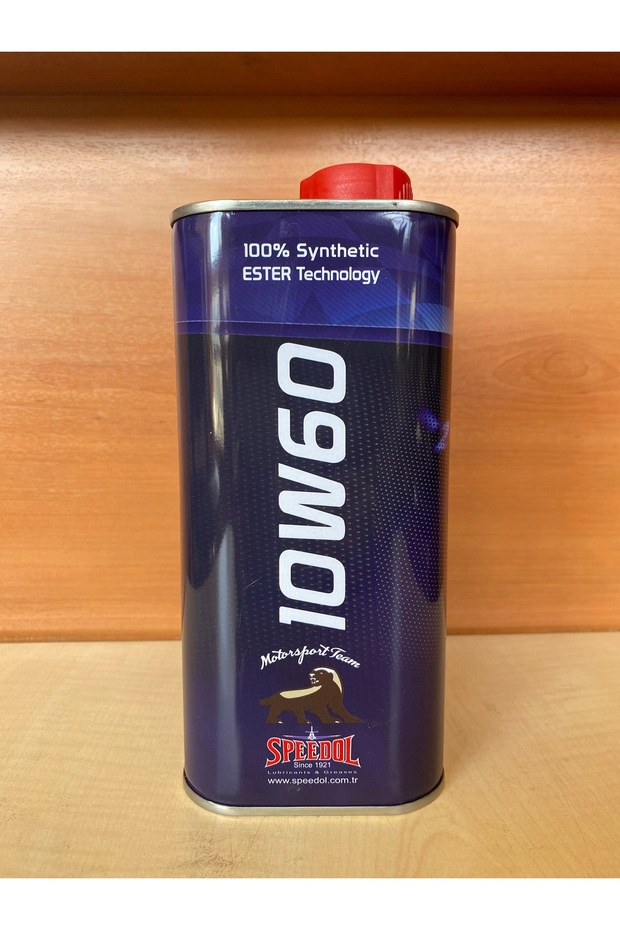 100% Synthetic
ESTER Technology
10W60
Motorsport Team
SPEEDOL
Since 1921
Lubricants & Greases
www.speedol.com.tr